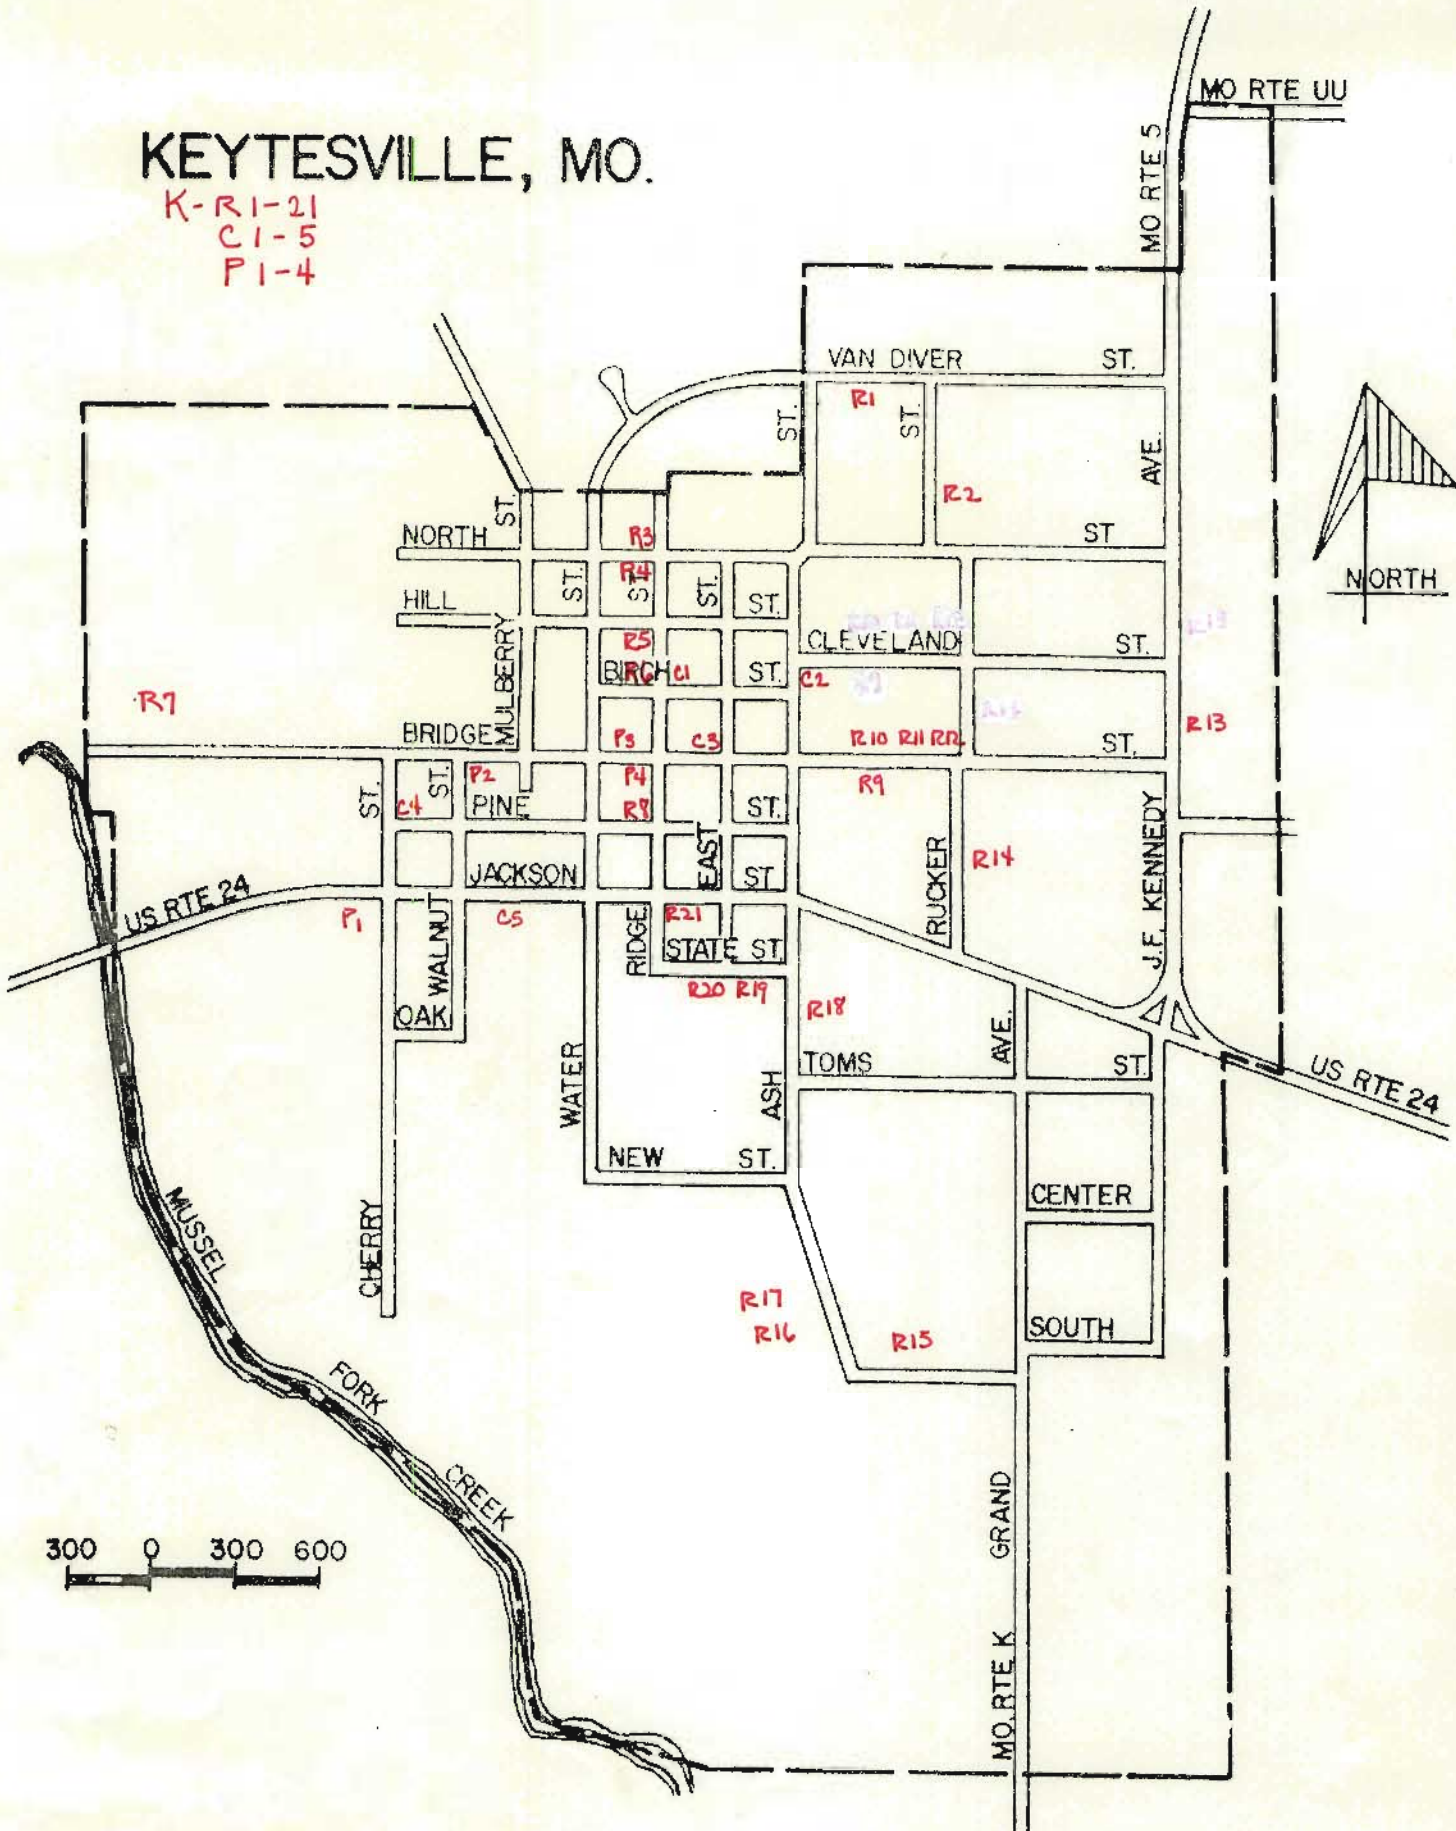 MO RTE UU
KEYTESVILLE, MO.
K-R1-21
C1-5
P1-4
MO RTE 5
VAN DIVER ST.
R1
ST.
ST.
AVE.
R2
NORTH ST.
R3
ST
NORTH
R4
ST.
ST.
ST.
ST.
HILL
R5
CLEVELAND ST.
R13
MULBERRY
BIRCH ST.
R6
C1
C2
R7
BRIDGE ST.
P3
C3
R10 R11 R12
R13
P2
P4
R9
ST.
ST.
C4
PINE ST.
R8
JACKSON ST
EAST
RUCKER
R14
J.F. KENNEDY
US RTE 24
P1
WALNUT
C5
RIDGE
R21
STATE ST.
R20 R19
R18
OAK
AVE.
TOMS ST.
US RTE 24
WATER
ASH
NEW ST.
CENTER
MUSSEL
CHERRY
R17
R16
R15
SOUTH
FORK
CREEK
GRAND
300 0 300 600
MO. RTE K